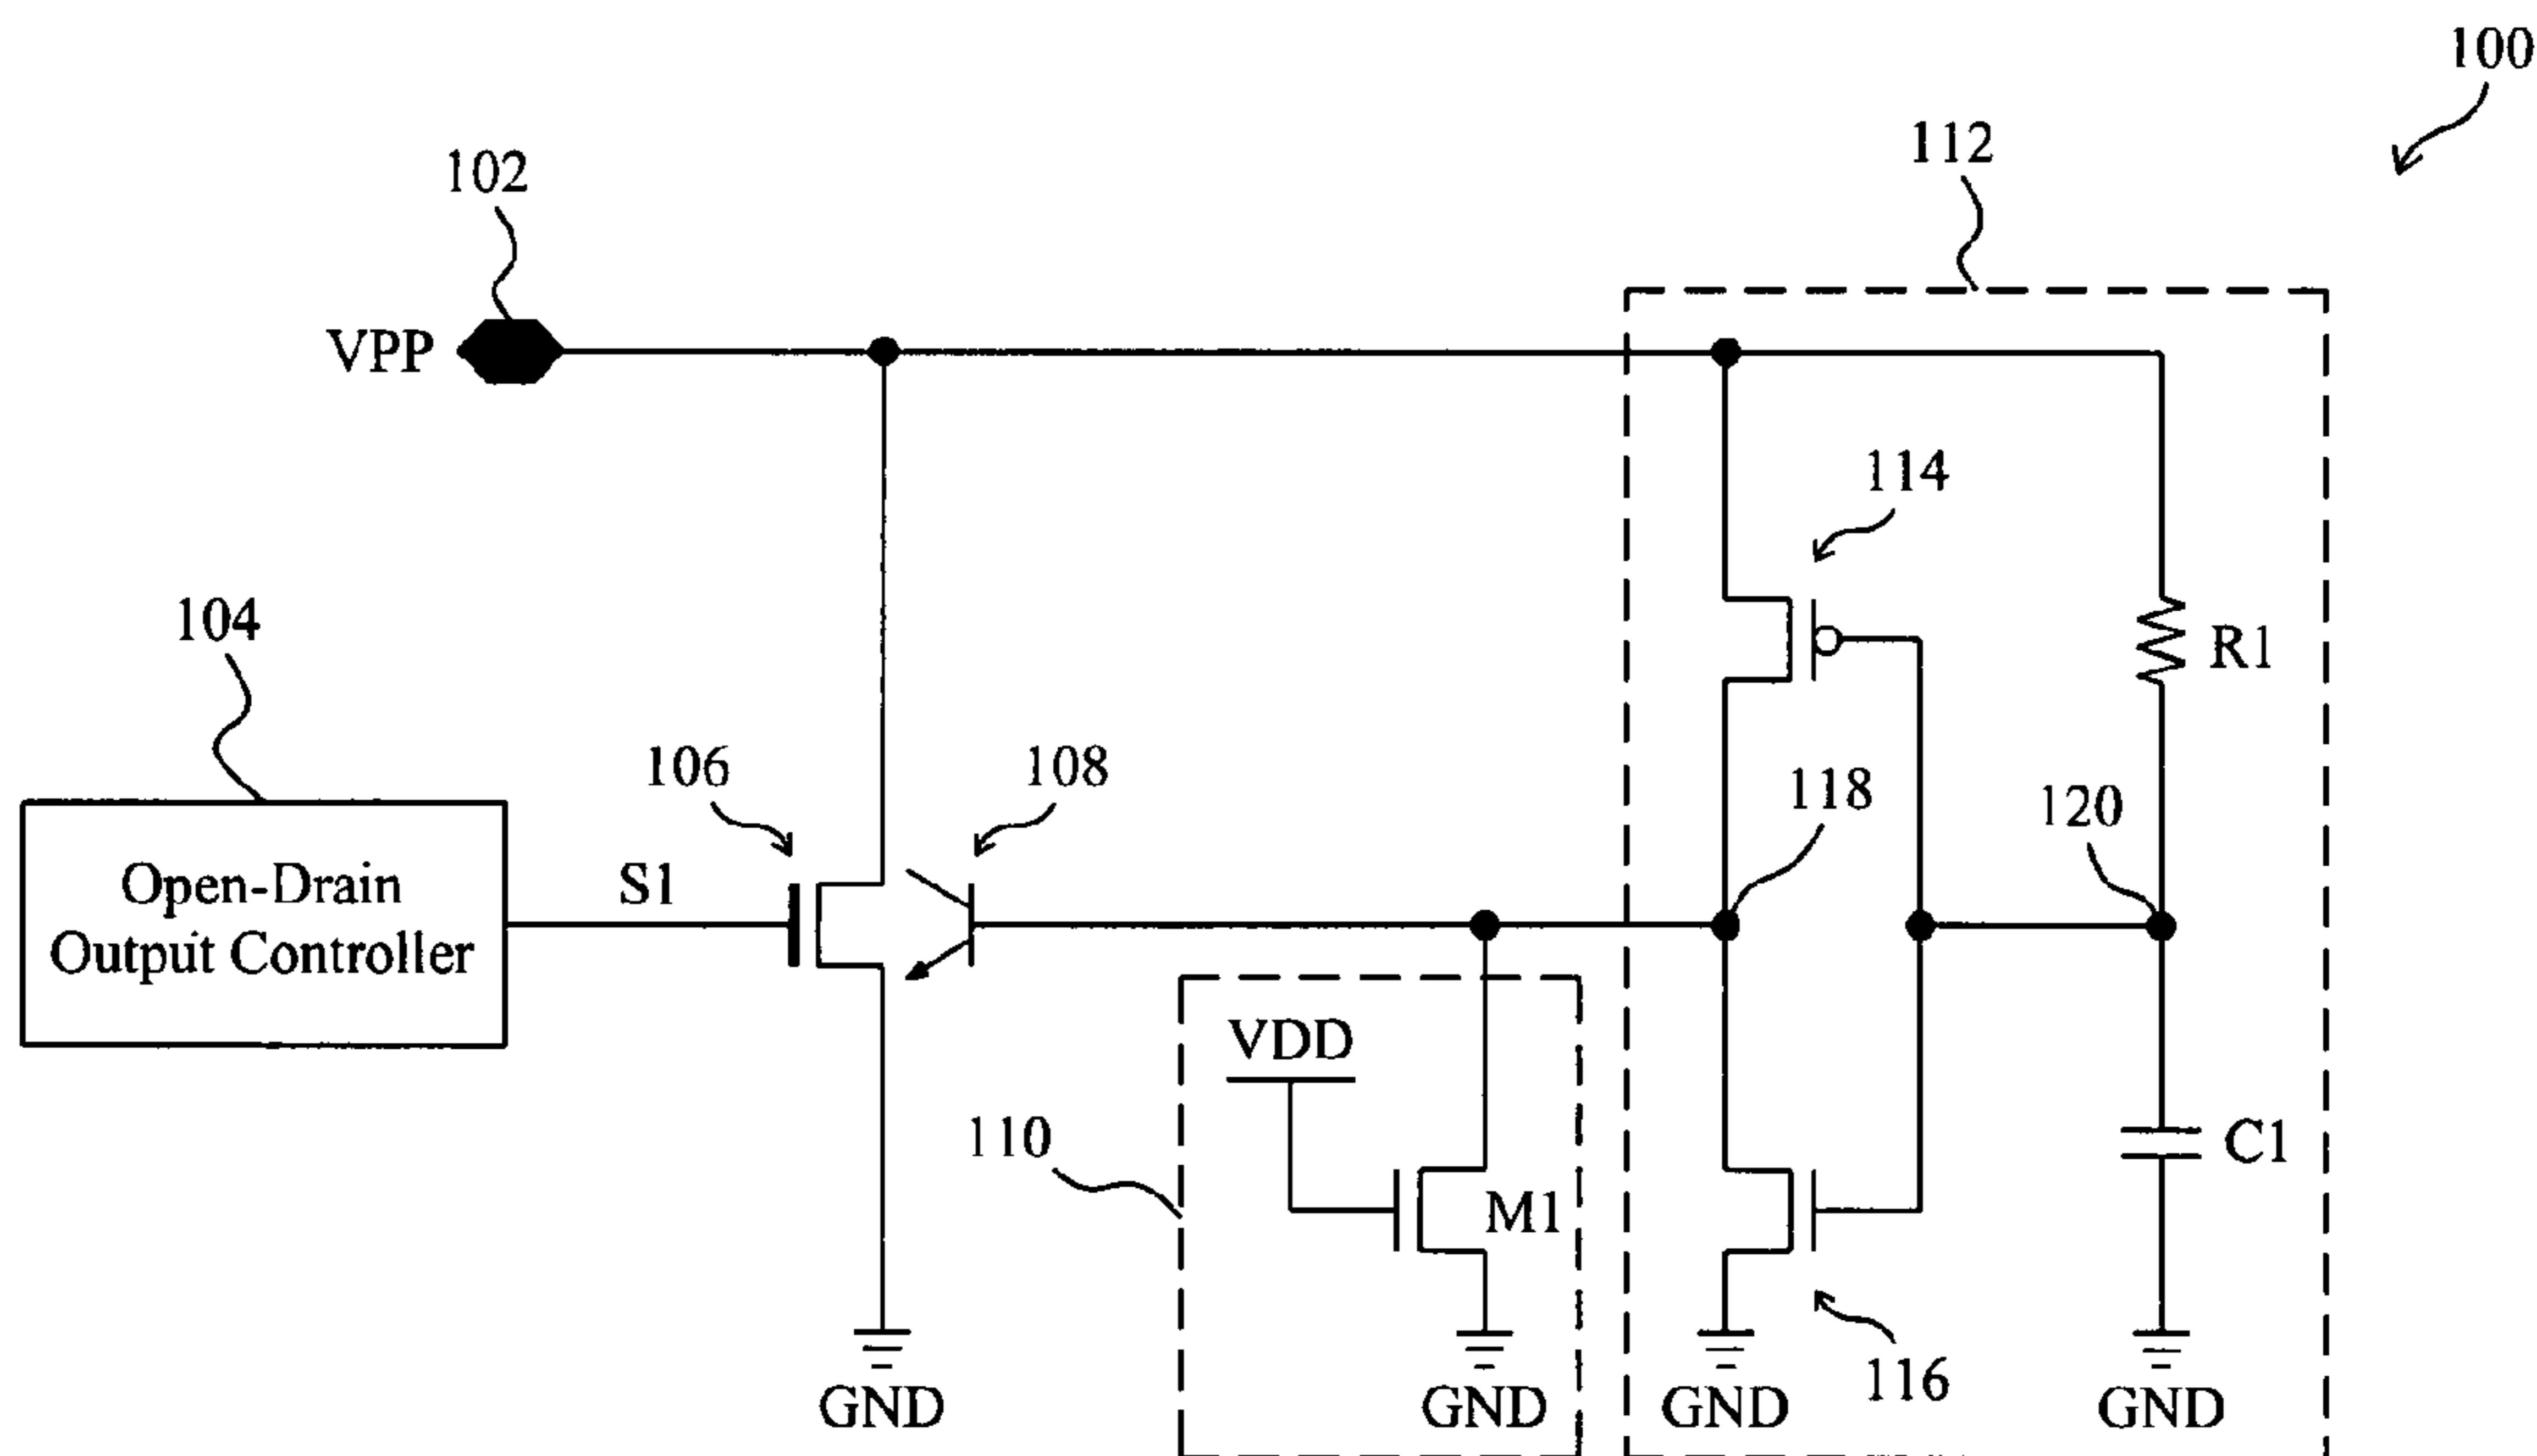 100
112
102
VPP
114
104
R1
106
108
118
120
S1
Open-Drain
Output Controller
VDD
110
M1
C1
116
GND
GND
GND
GND